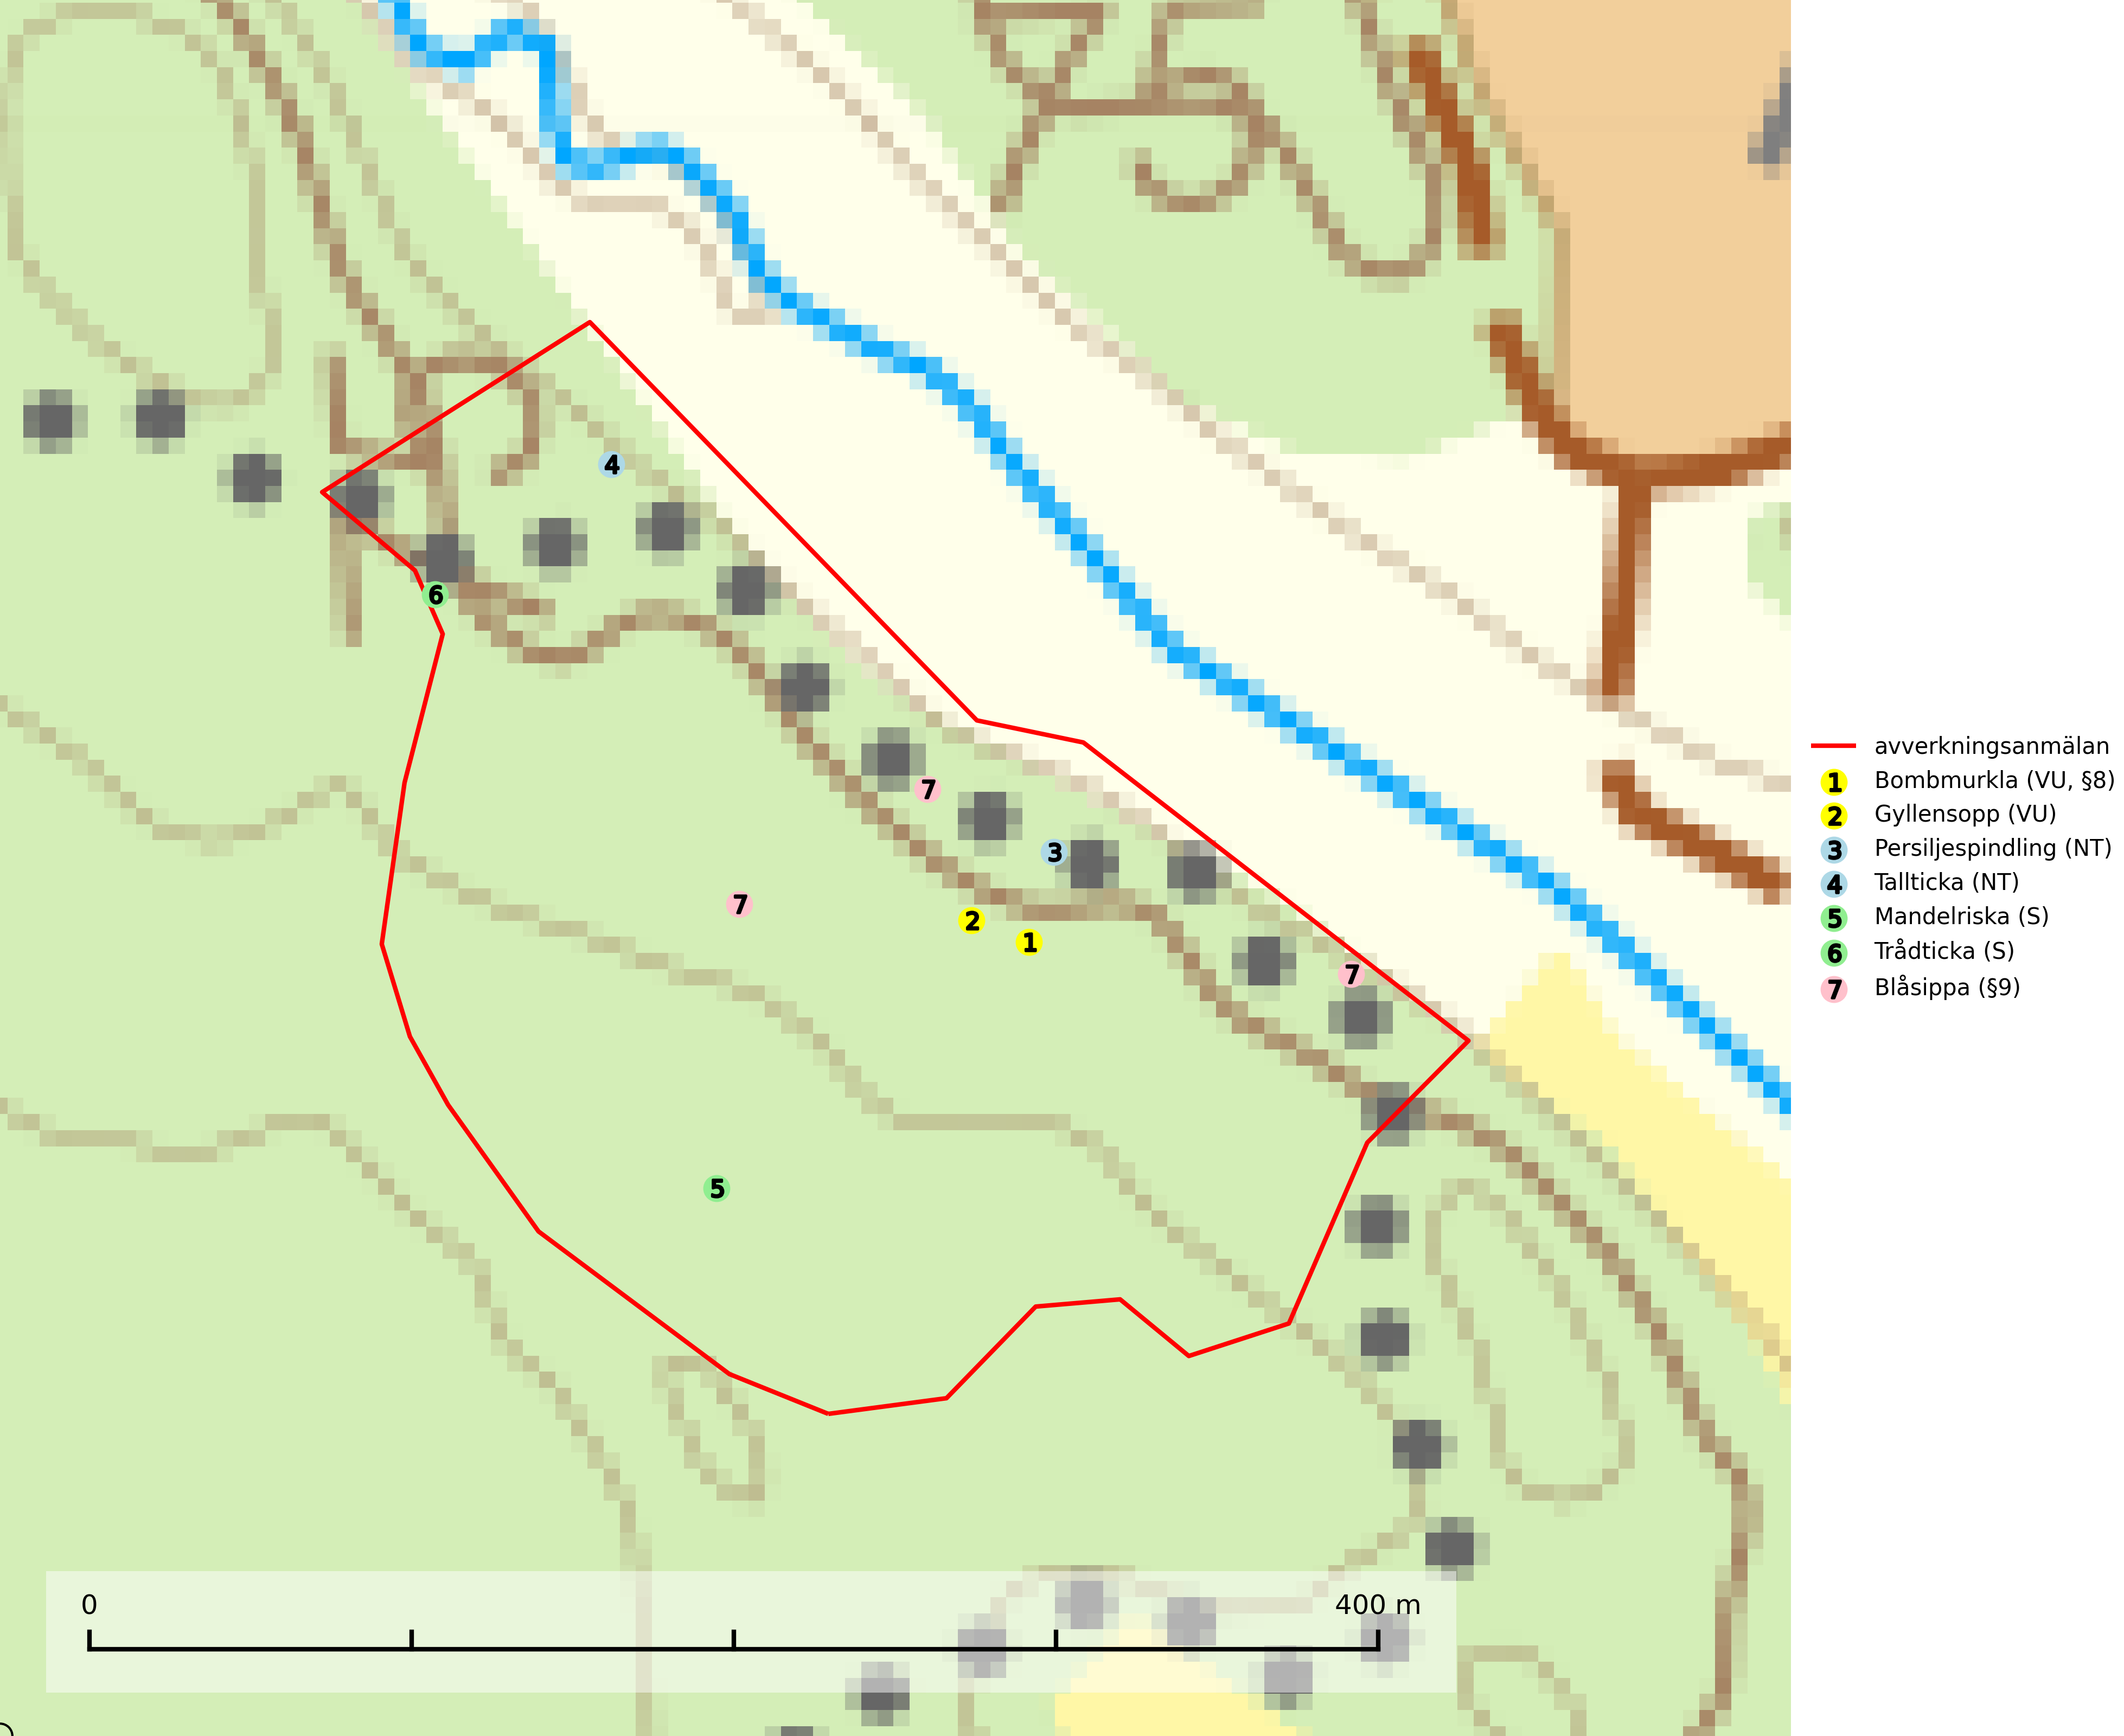 4
6
7
3
7
2
1
7
5
avverkningsanmälan
1 Bombmurkla (VU, §8)
2 Gyllensopp (VU)
3 Persiljespindling (NT)
4 Tallticka (NT)
5 Mandelriska (S)
6 Trådticka (S)
7 Blåsippa (§9)
0 400 m